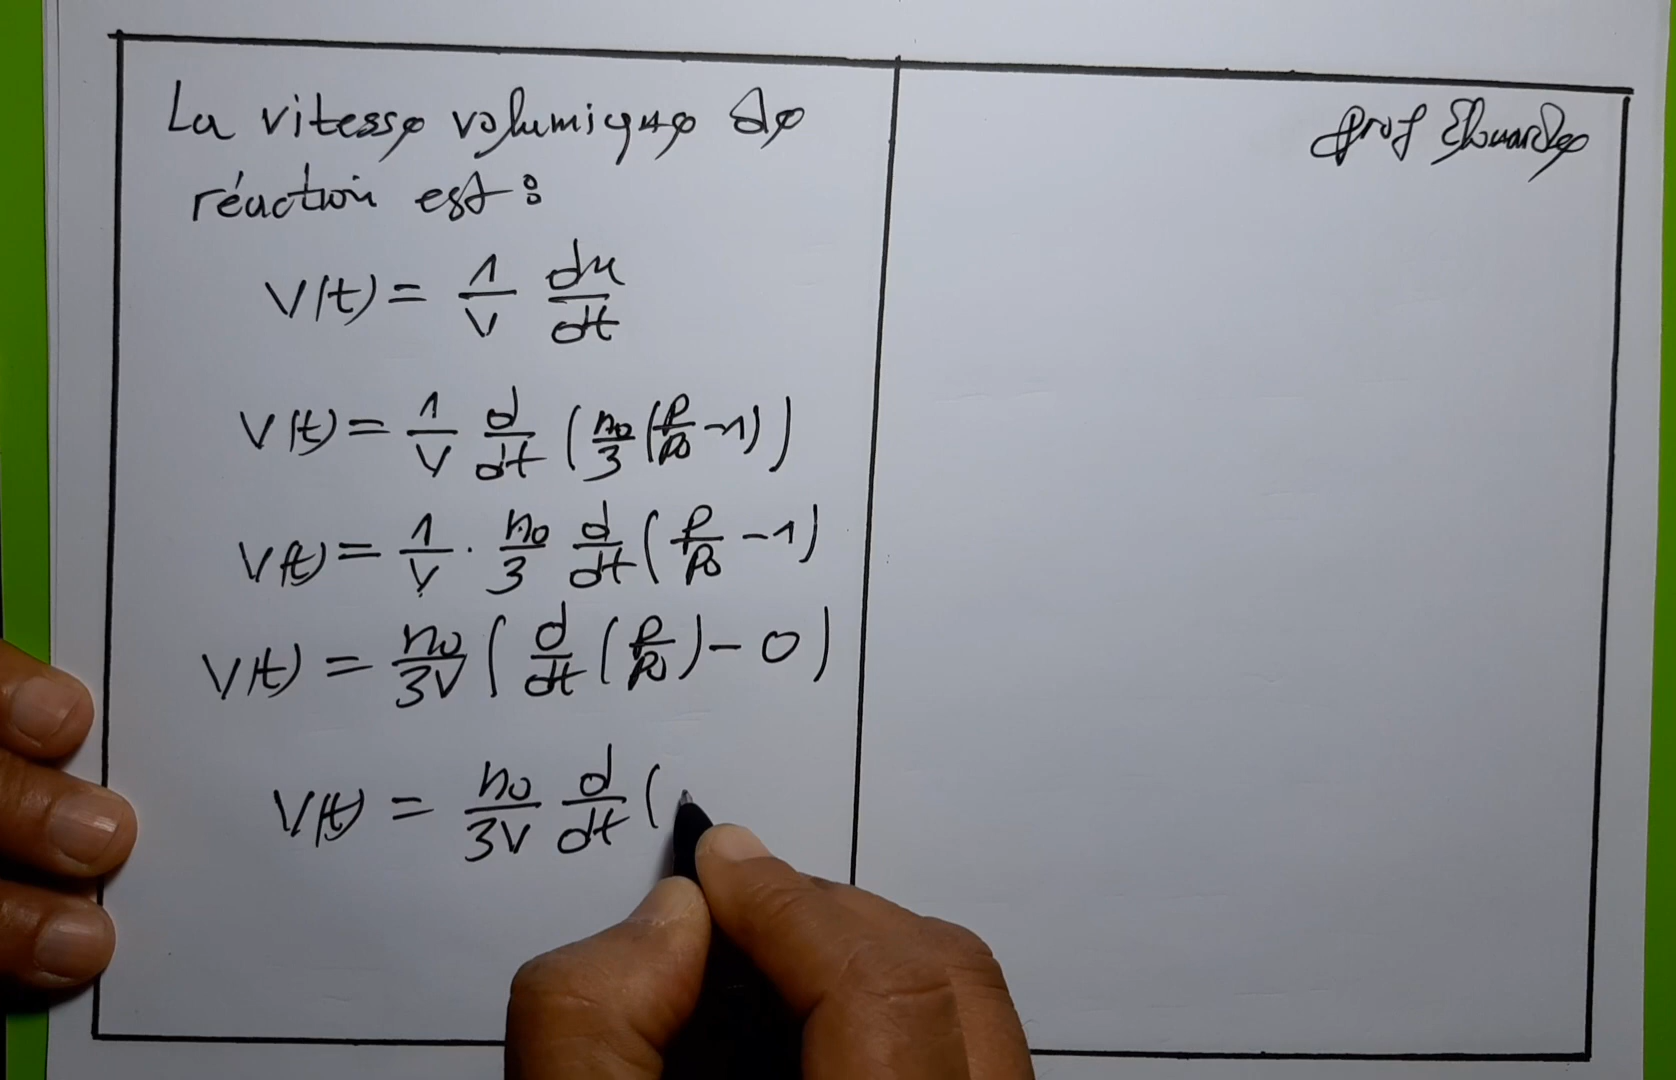 La vitesse volumique de
réaction est :
V(t) = 1/V dx/dt
V(t) = 1/V d/dt (n0/3 (P/P0 - 1))
V(t) = 1/V · n0/3 d/dt (P/P0 - 1)
V(t) = n0/3V (d/dt (P/P0) - 0)
V(t) = n0/3V d/dt (
prof